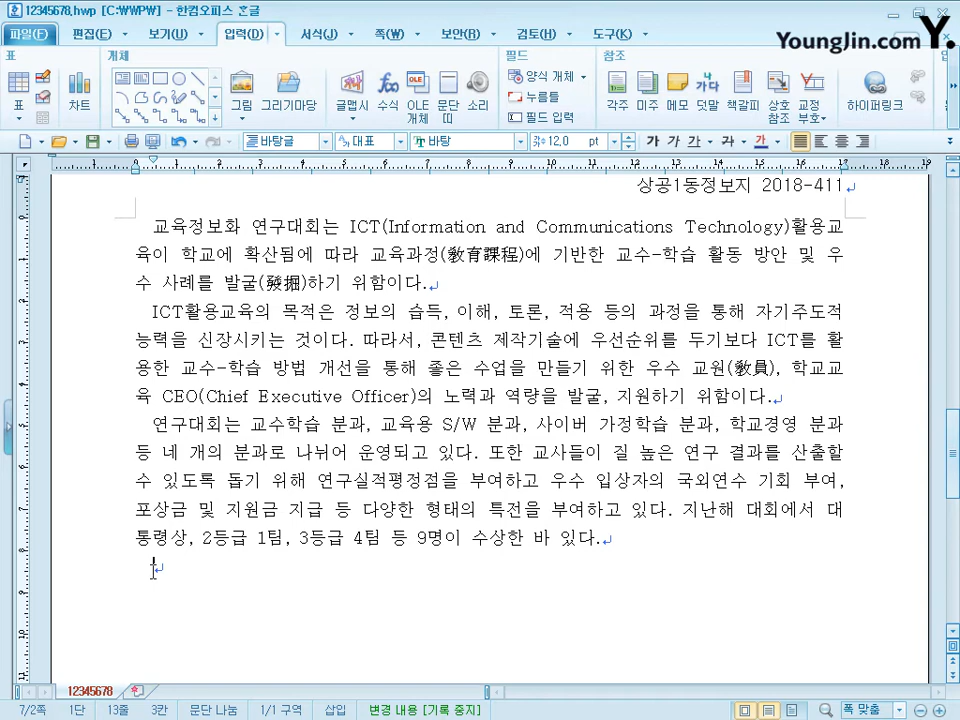 12345678.hwp [C:\WWPW] - 한컴오피스 흔글
파일(F) 편집(E) 보기(U) 입력(D) 서식(J) 쪽(W) 보안(R) 검토(H) 도구(K)
YoungJin.com Y.
표 개체 필드 참조
표 차트 그림 그리기마당 글맵시 수식 OLE 개체 문단 띠 소리
양식 개체
누름틀
필드 입력
각주 미주 메모 덧말 책갈피 상호 참조 교정 부호 하이퍼링크
바탕글 대표 바탕 12.0 pt 가 가 가 가 가
상공1동정보지 2018-411
교육정보화 연구대회는 ICT(Information and Communications Technology)활용교
육이 학교에 확산됨에 따라 교육과정(敎育課程)에 기반한 교수-학습 활동 방안 및 우
수 사례를 발굴(發掘)하기 위함이다.
ICT활용교육의 목적은 정보의 습득, 이해, 토론, 적용 등의 과정을 통해 자기주도적
능력을 신장시키는 것이다. 따라서, 콘텐츠 제작기술에 우선순위를 두기보다 ICT를 활
용한 교수-학습 방법 개선을 통해 좋은 수업을 만들기 위한 우수 교원(敎員), 학교교
육 CEO(Chief Executive Officer)의 노력과 역량을 발굴, 지원하기 위함이다.
연구대회는 교수학습 분과, 교육용 S/W 분과, 사이버 가정학습 분과, 학교경영 분과
등 네 개의 분과로 나뉘어 운영되고 있다. 또한 교사들이 질 높은 연구 결과를 산출할
수 있도록 돕기 위해 연구실적평정점을 부여하고 우수 입상자의 국외연수 기회 부여,
포상금 및 지원금 지급 등 다양한 형태의 특전을 부여하고 있다. 지난해 대회에서 대
통령상, 2등급 1팀, 3등급 4팀 등 9명이 수상한 바 있다.
12345678
7/2쪽 1단 13줄 3칸 문단 나눔 1/1 구역 삽입 변경 내용 [기록 중지] 폭 맞춤